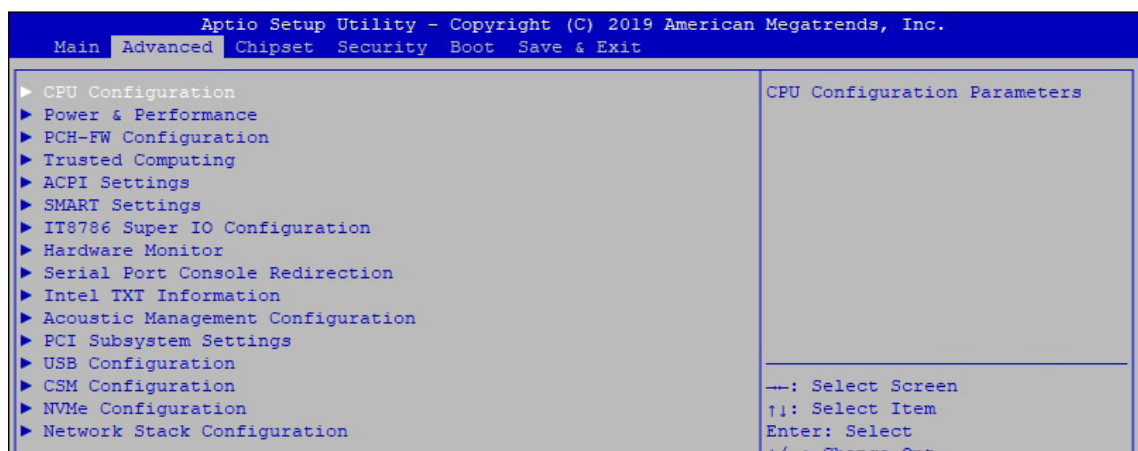 Aptio Setup Utility - Copyright (C) 2019 American Megatrends, Inc.
Main Advanced Chipset Security Boot Save & Exit
► CPU Configuration
► Power & Performance
► PCH-FW Configuration
► Trusted Computing
► ACPI Settings
► SMART Settings
► IT8786 Super IO Configuration
► Hardware Monitor
► Serial Port Console Redirection
► Intel TXT Information
► Acoustic Management Configuration
► PCI Subsystem Settings
► USB Configuration
► CSM Configuration
► NVMe Configuration
► Network Stack Configuration
CPU Configuration Parameters
→←: Select Screen
↑↓: Select Item
Enter: Select
Change Opt